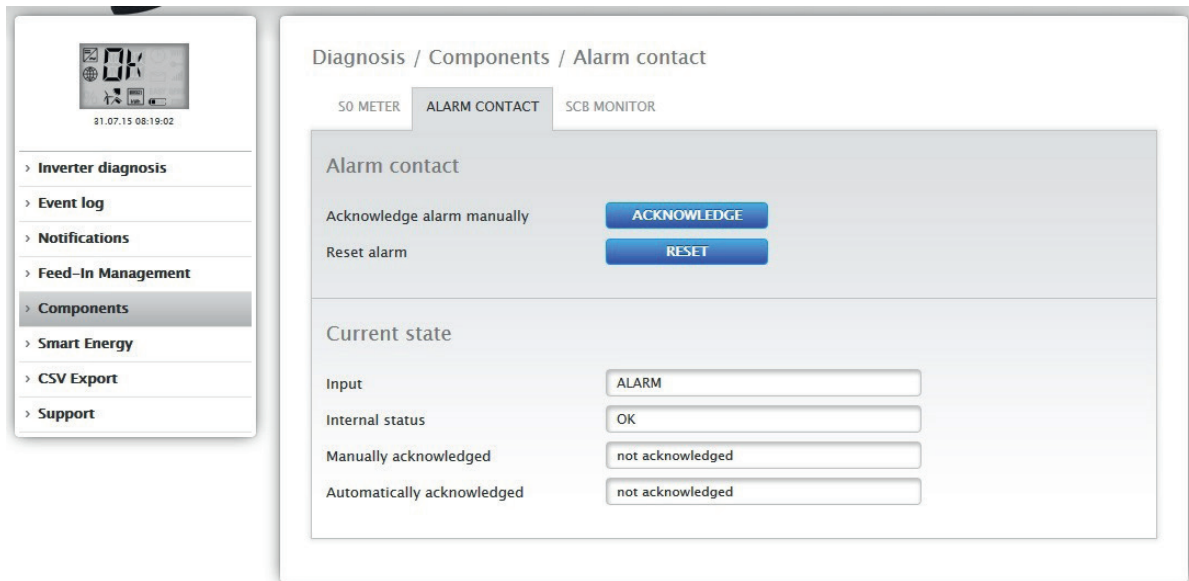 OK
31.07.15 08:19:02
› Inverter diagnosis
› Event log
› Notifications
› Feed-In Management
› Components
› Smart Energy
› CSV Export
› Support
Diagnosis / Components / Alarm contact
S0 METER ALARM CONTACT SCB MONITOR
Alarm contact
Acknowledge alarm manually ACKNOWLEDGE
Reset alarm RESET
Current state
Input ALARM
Internal status OK
Manually acknowledged not acknowledged
Automatically acknowledged not acknowledged